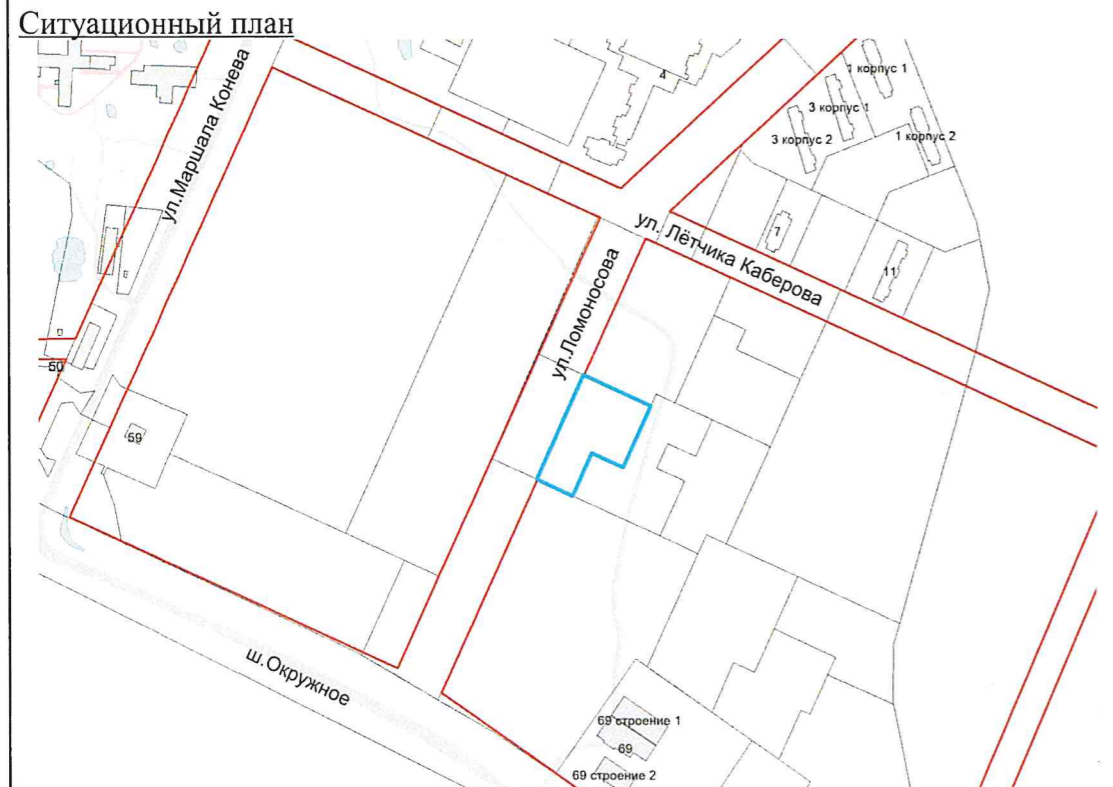 Ситуационный план
ул.Маршала Конева
4
1 корпус 1
3 корпус 1
3 корпус 2
1 корпус 2
ул. Лётчика Каберова
7
11
ул.Ломоносова
50
59
ш.Окружное
69 строение 1
69
69 строение 2